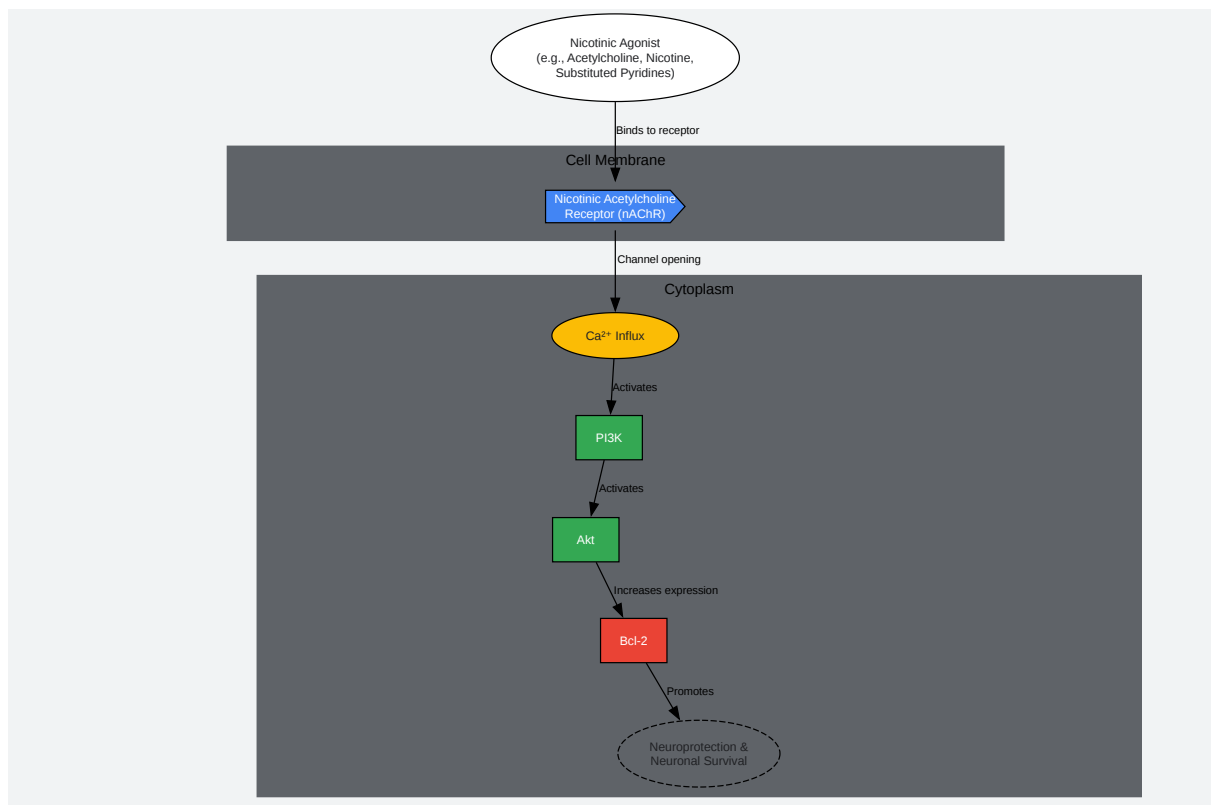 Nicotinic Agonist
(e.g., Acetylcholine, Nicotine,
Substituted Pyridines)
Binds to receptor
Cell Membrane
Nicotinic Acetylcholine
Receptor (nAChR)
Channel opening
Cytoplasm
Ca²⁺ Influx
Activates
PI3K
Activates
Akt
Increases expression
Bcl-2
Promotes
Neuroprotection &
Neuronal Survival